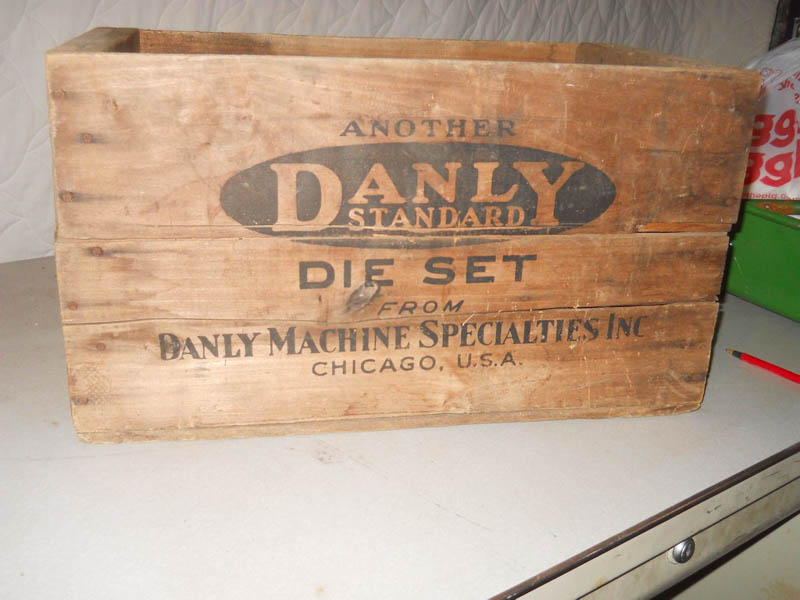 ANOTHER
DANLY
STANDARD
DIE SET
FROM
DANLY MACHINE SPECIALTIES INC
CHICAGO, U.S.A.